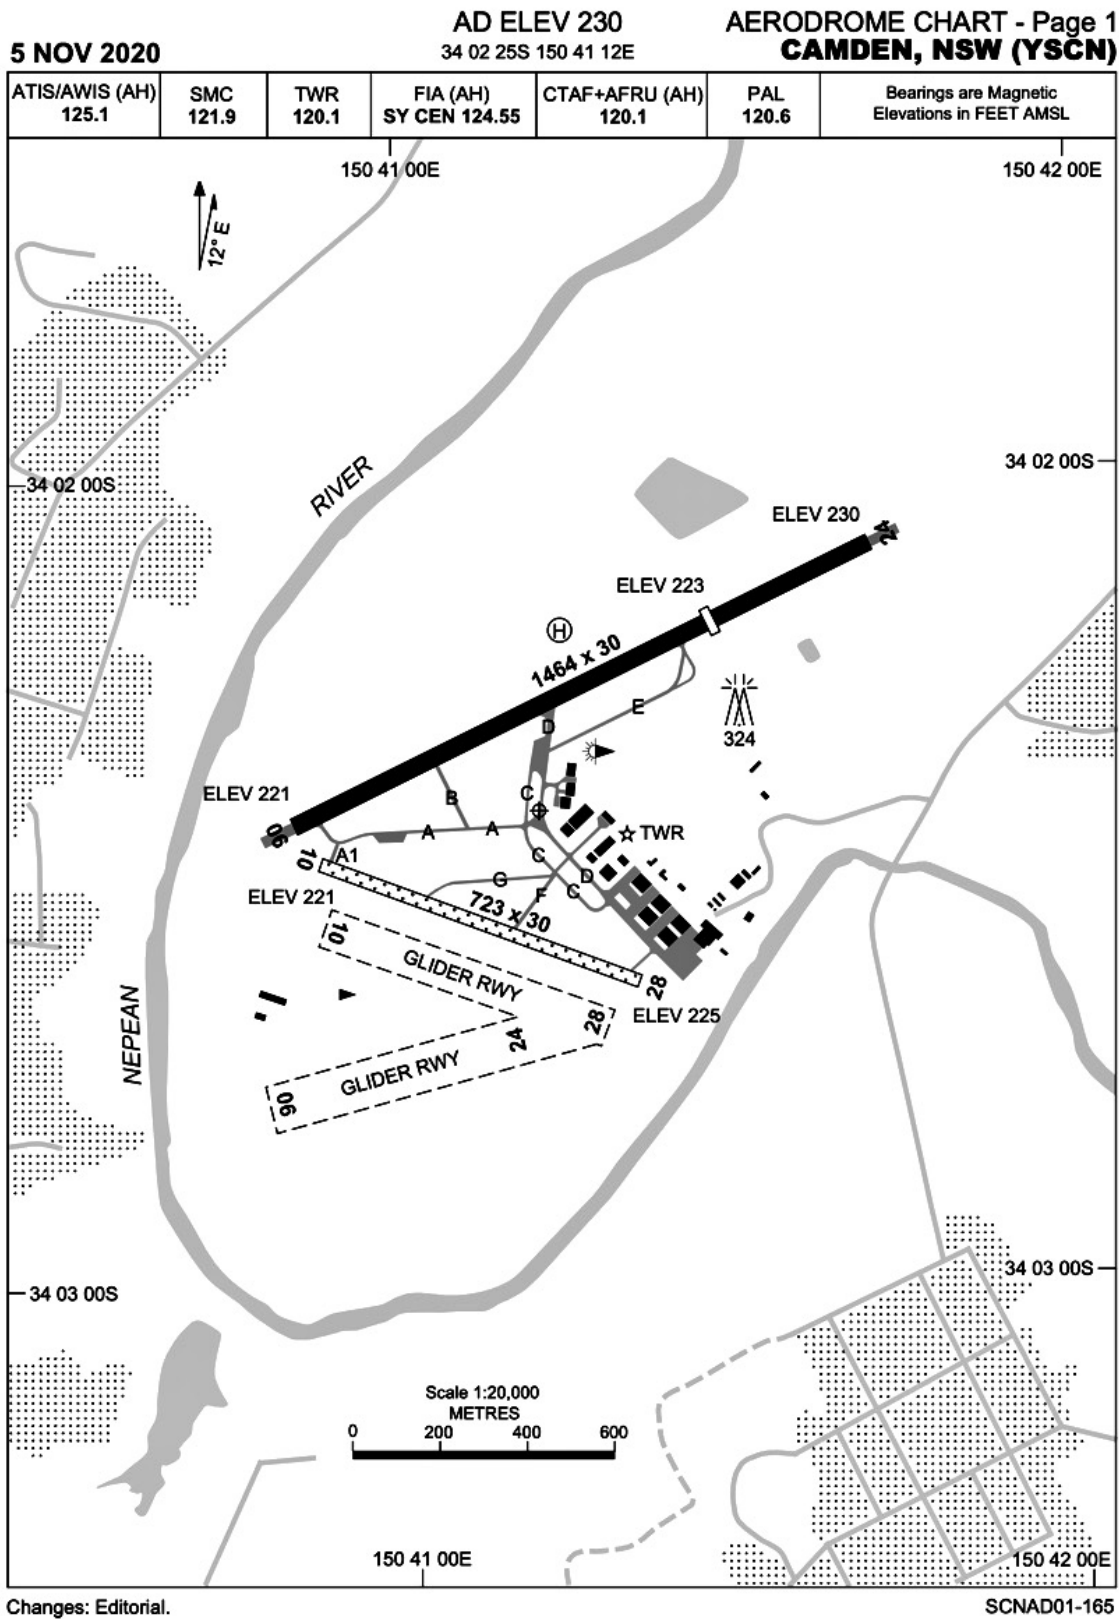 AD ELEV 230
AERODROME CHART - Page 1
5 NOV 2020
34 02 25S 150 41 12E
CAMDEN, NSW (YSCN)
ATIS/AWIS (AH)
125.1
SMC
121.9
TWR
120.1
FIA (AH)
SY CEN 124.55
CTAF+AFRU (AH)
120.1
PAL
120.6
Bearings are Magnetic
Elevations in FEET AMSL
150 41 00E
150 42 00E
12° E
34 02 00S
34 02 00S
RIVER
ELEV 230
24
ELEV 223
H
1464 x 30
E
D
324
ELEV 221
B
C
06
A
A
TWR
10
A1
C
D
G
F
C
ELEV 221
723 x 30
10
GLIDER RWY
28
ELEV 225
28
24
NEPEAN
GLIDER RWY
06
34 03 00S
34 03 00S
Scale 1:20,000
METRES
0 200 400 600
150 41 00E
150 42 00E
Changes: Editorial.
SCNAD01-165